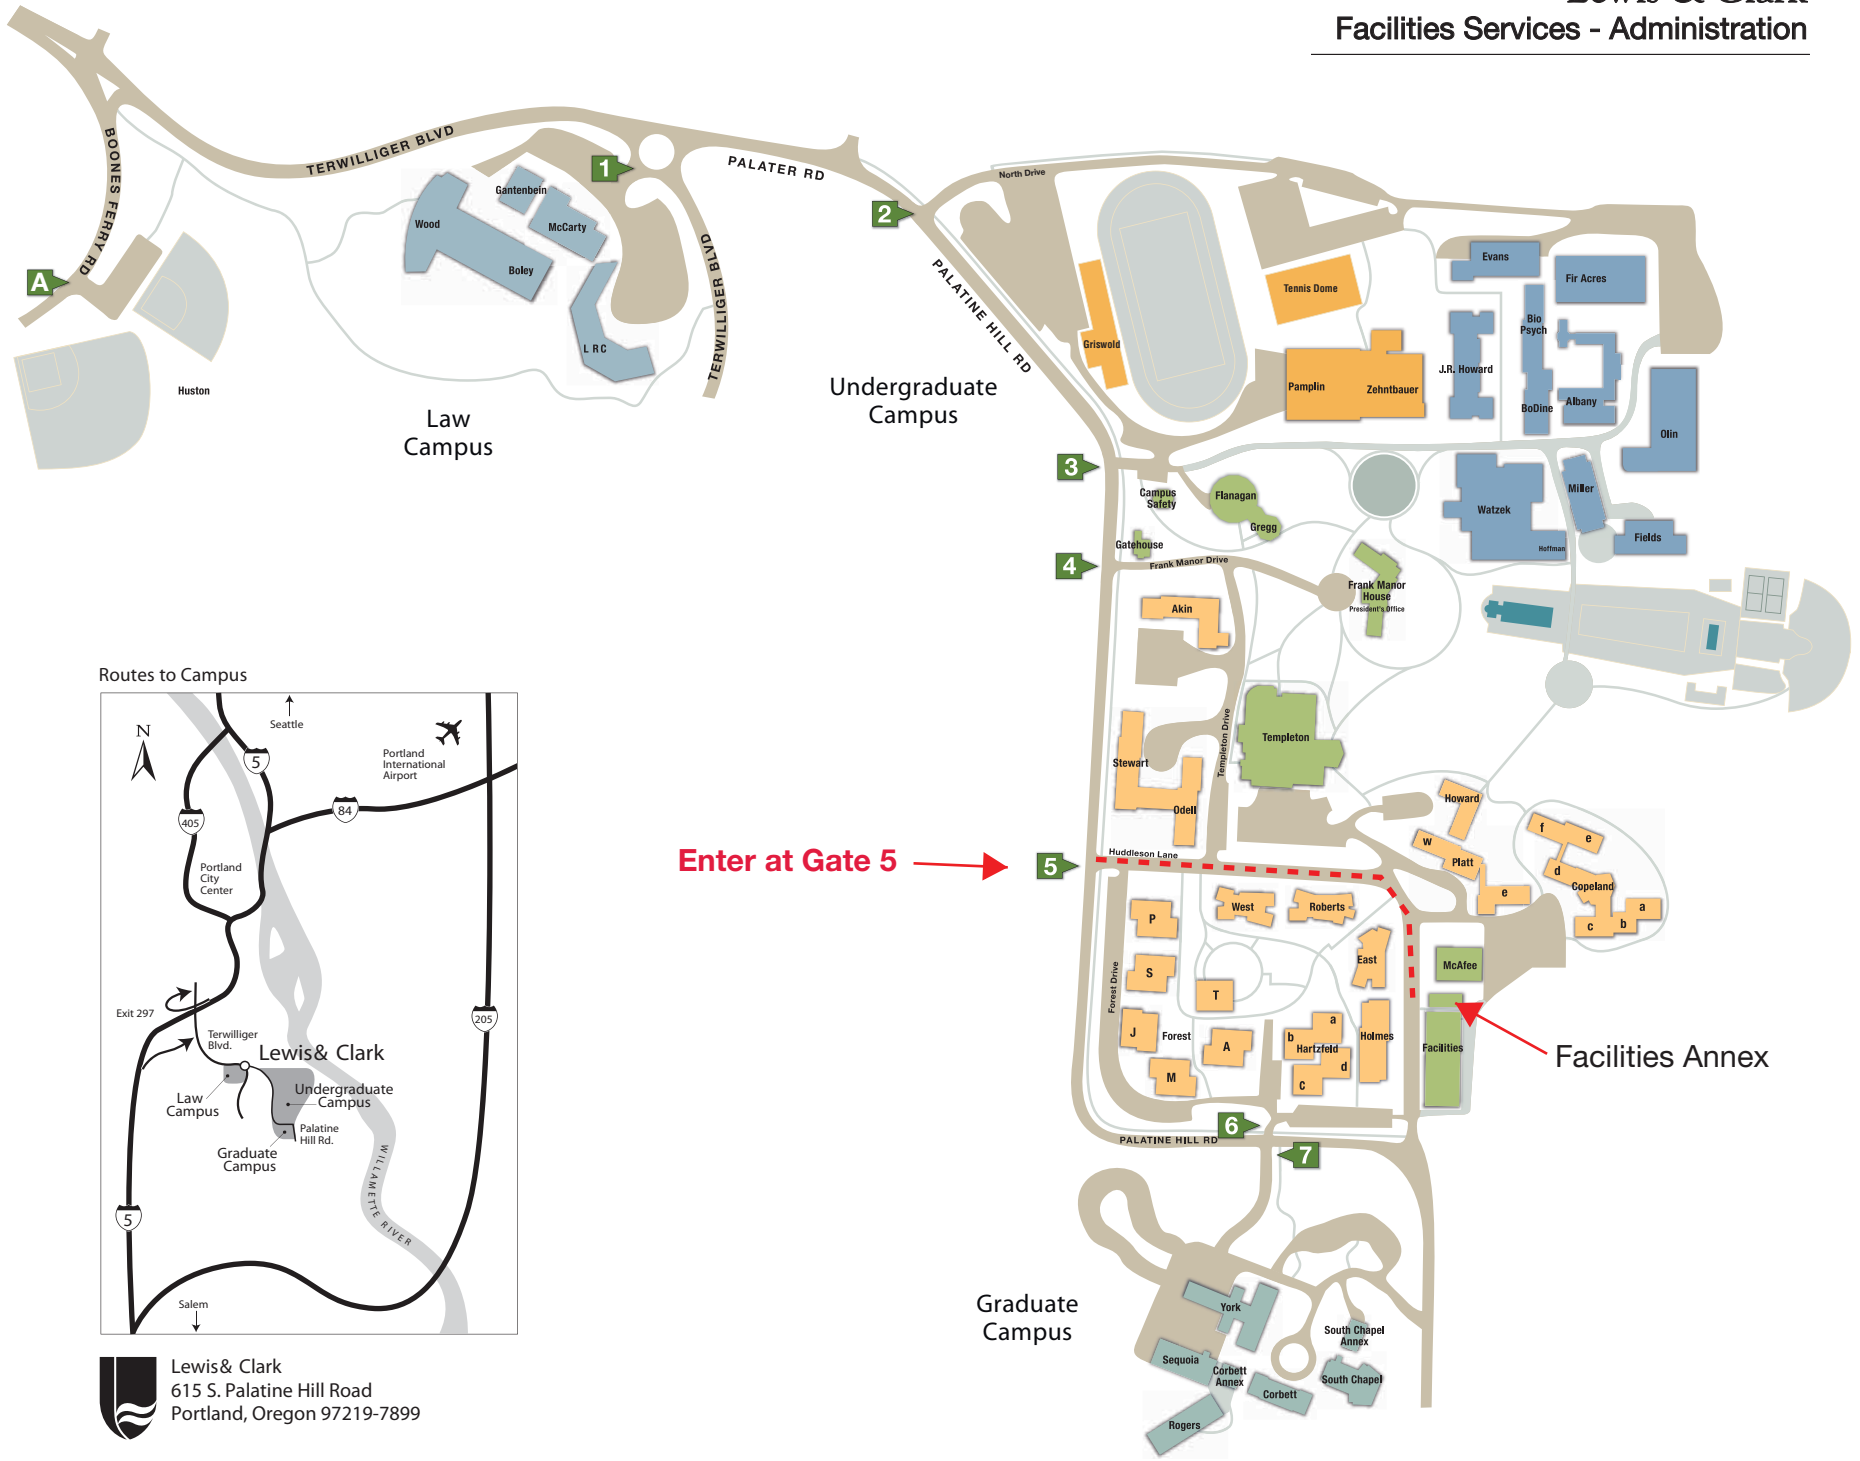 Lewis & Clark
Facilities Services - Administration
BOONES FERRY RD
TERWILLIGER BLVD
PALATER RD
North Drive
1
2
A
Gantenbein
Wood
McCarty
Boley
L R C
TERWILLIGER BLVD
PALATINE HILL RD
Huston
Law
Campus
Undergraduate
Campus
Griswold
Tennis Dome
Pamplin
Zehntbauer
Evans
Fir Acres
Bio
Psych
J.R. Howard
BoDine
Albany
Olin
3
Campus
Safety
Flanagan
Gregg
Gatehouse
Watzek
Hoffman
Miller
Fields
4
Frank Manor Drive
Frank Manor
House
President's Office
Akin
Templeton
Templeton Drive
Stewart
Odell
Howard
w
Platt
e
f
e
d
Copeland
a
b
c
Enter at Gate 5
5
Huddleson Lane
West
Roberts
P
S
T
J
Forest
A
M
Forest Drive
East
Holmes
a
b
Hartzfeld
d
c
McAfee
Facilities
Facilities Annex
6
PALATINE HILL RD
7
Graduate
Campus
York
Sequoia
Corbett
Annex
Corbett
Rogers
South Chapel
Annex
South Chapel
Routes to Campus
N
Seattle
5
Portland
International
Airport
84
405
Portland
City
Center
Exit 297
Terwilliger
Blvd.
Lewis& Clark
205
Law
Campus
Undergraduate
Campus
Palatine
Hill Rd.
Graduate
Campus
WILLAMETTE RIVER
5
Salem
Lewis& Clark
615 S. Palatine Hill Road
Portland, Oregon 97219-7899